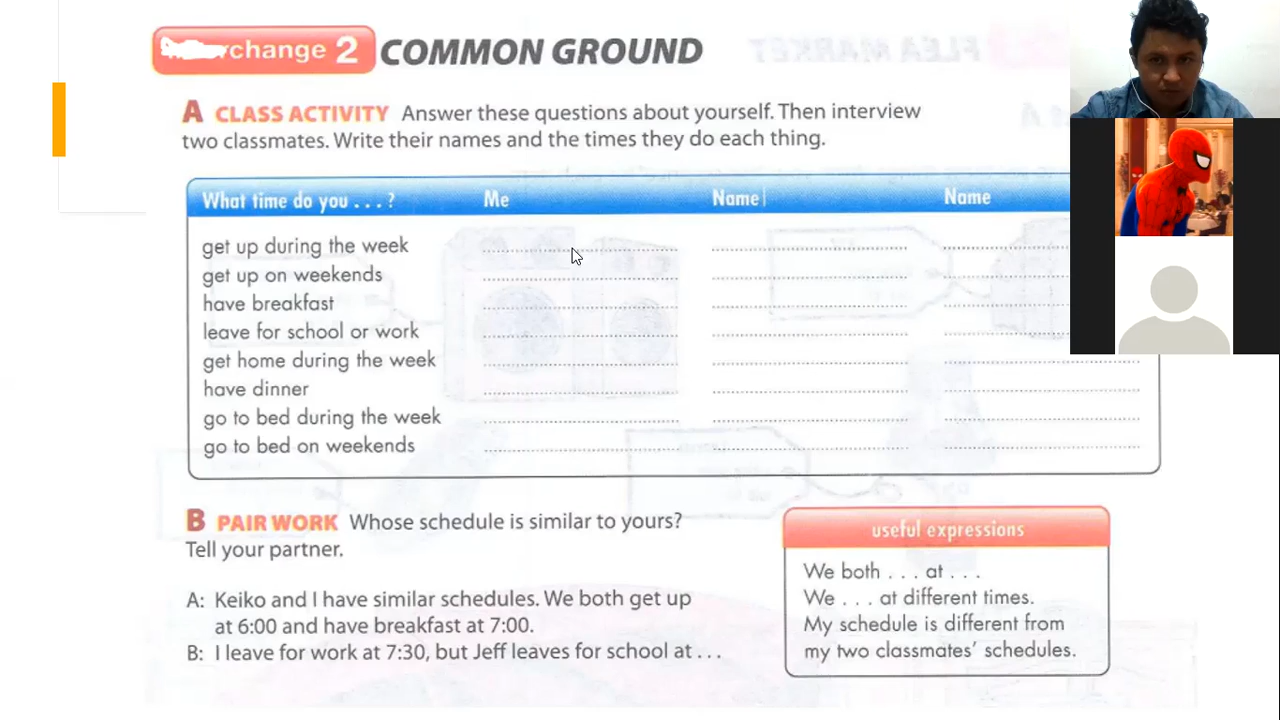 change 2 COMMON GROUND
A CLASS ACTIVITY Answer these questions about yourself. Then interview
two classmates. Write their names and the times they do each thing.
What time do you . . . ? Me Name Name
get up during the week
get up on weekends
have breakfast
leave for school or work
get home during the week
have dinner
go to bed during the week
go to bed on weekends
B PAIR WORK Whose schedule is similar to yours?
Tell your partner.
A: Keiko and I have similar schedules. We both get up
at 6:00 and have breakfast at 7:00.
B: I leave for work at 7:30, but Jeff leaves for school at . . .
useful expressions
We both . . . at . . .
We . . . at different times.
My schedule is different from
my two classmates' schedules.